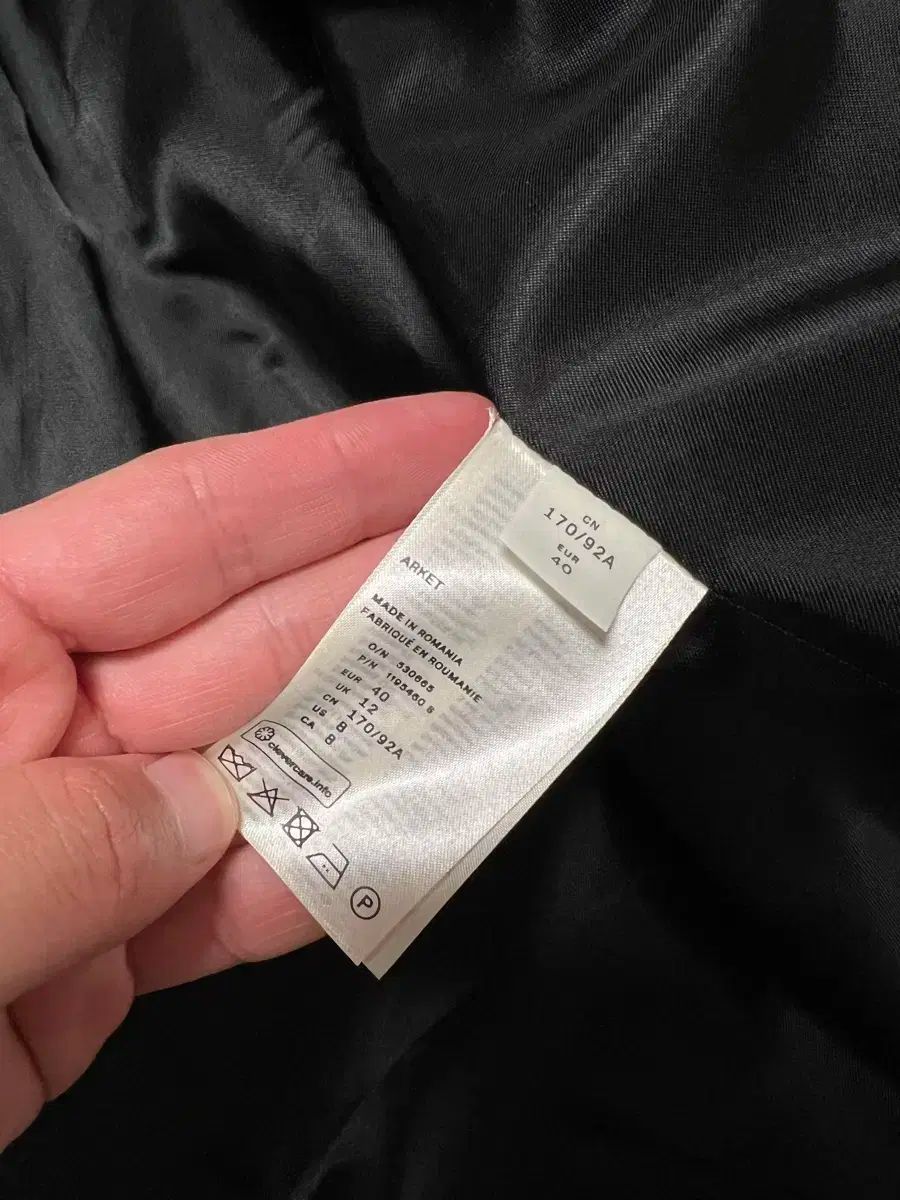 CN
170/92A
EUR
40
ARKET
MADE IN ROMANIA
FABRIQUÉ EN ROUMANIE
O/N 530665
P/N 1195460 8
EUR 40
UK 12
CN 170/92A
US 8
CA 8
clevercare.info
P